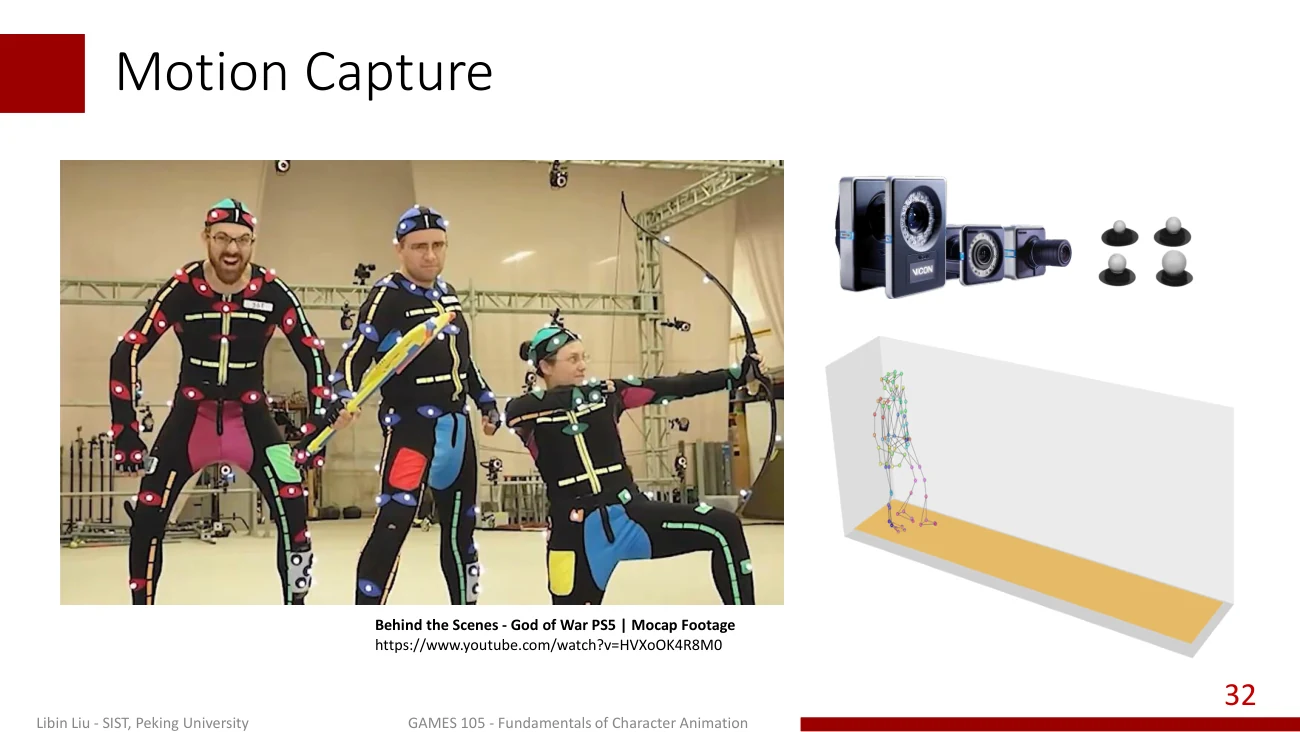 Motion Capture
VICON
Behind the Scenes - God of War PS5 | Mocap Footage
https://www.youtube.com/watch?v=HVXoOK4R8M0
32
Libin Liu - SIST, Peking University
GAMES 105 - Fundamentals of Character Animation